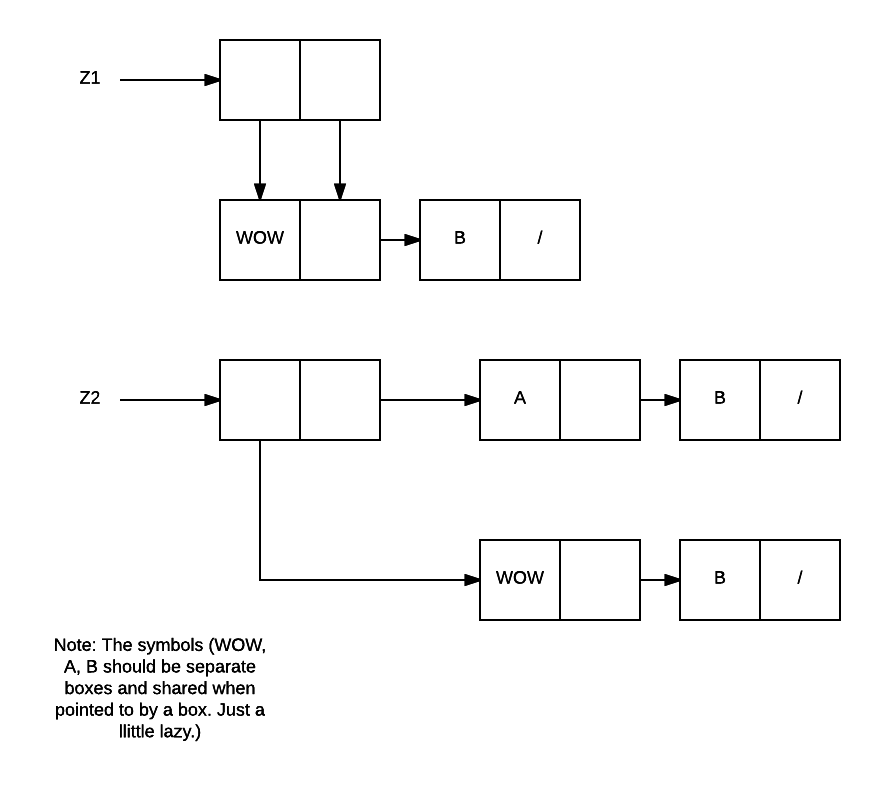 Z1
WOW
B
/
Z2
A
B
/
WOW
B
/
Note: The symbols (WOW,
A, B should be separate
boxes and shared when
pointed to by a box. Just a
llittle lazy.)